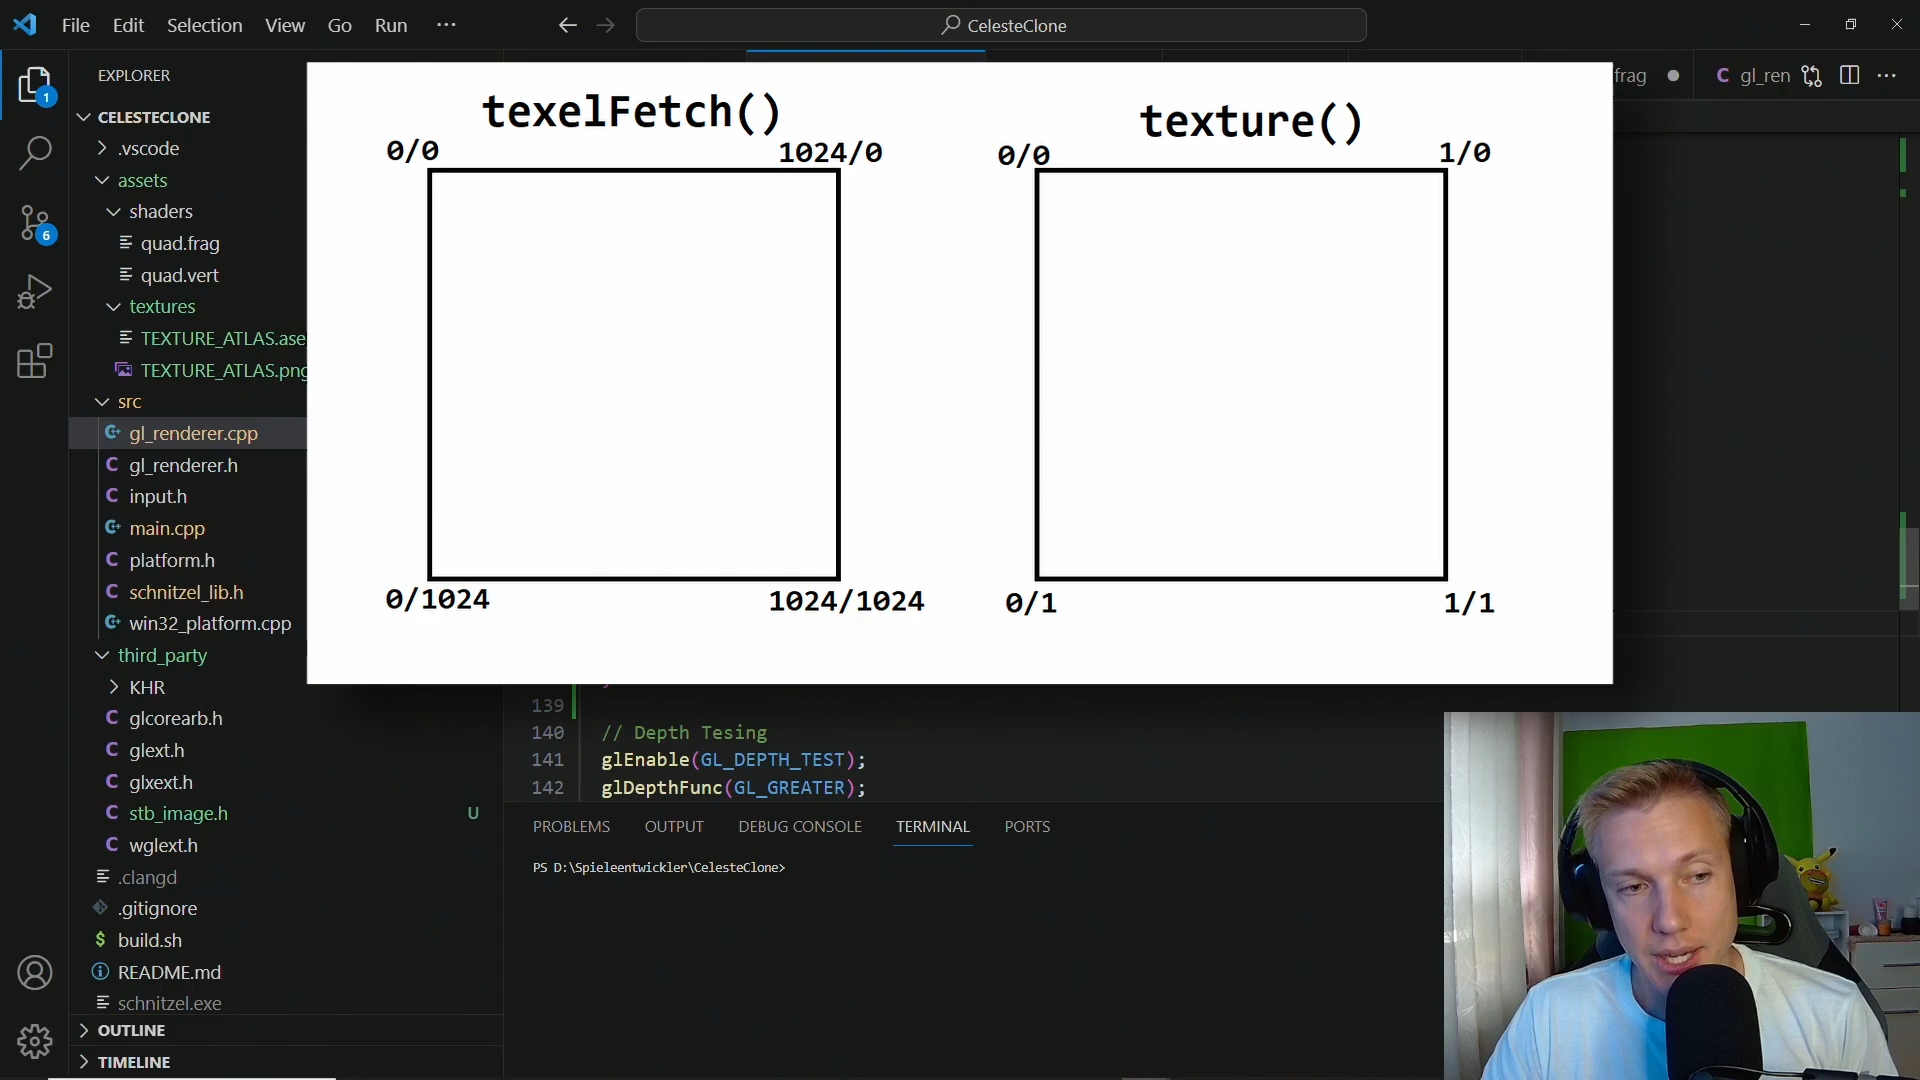 File Edit Selection View Go Run ···
CelesteClone
EXPLORER
1
CELESTECLONE
.vscode
assets
shaders
6
quad.frag
quad.vert
textures
TEXTURE_ATLAS.ase
TEXTURE_ATLAS.png
src
gl_renderer.cpp
gl_renderer.h
input.h
main.cpp
platform.h
schnitzel_lib.h
win32_platform.cpp
third_party
KHR
glcorearb.h
glext.h
glxext.h
stb_image.h U
wglext.h
.clangd
.gitignore
build.sh
README.md
schnitzel.exe
OUTLINE
TIMELINE
frag
C gl_ren
texelFetch()
0/0 1024/0
0/1024 1024/1024
texture()
0/0 1/0
0/1 1/1
139
140 // Depth Tesing
141 glEnable(GL_DEPTH_TEST);
142 glDepthFunc(GL_GREATER);
PROBLEMS OUTPUT DEBUG CONSOLE TERMINAL PORTS
PS D:\Spieleentwickler\CelesteClone>